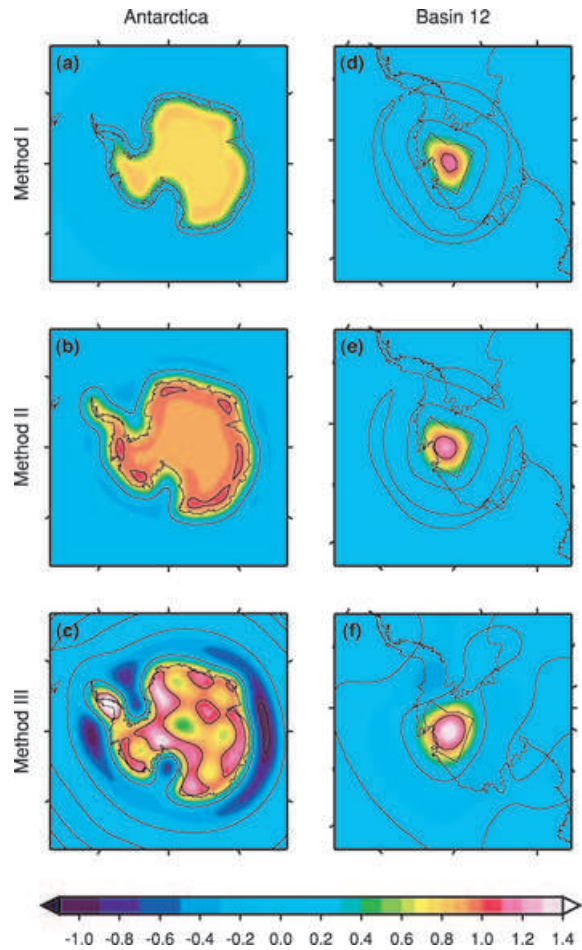 Antarctica Basin 12
Method I
(a) (d)
Method II
(b) (e)
Method III
(c) (f)
-1.0 -0.8 -0.6 -0.4 -0.2 0.0 0.2 0.4 0.6 0.8 1.0 1.2 1.4